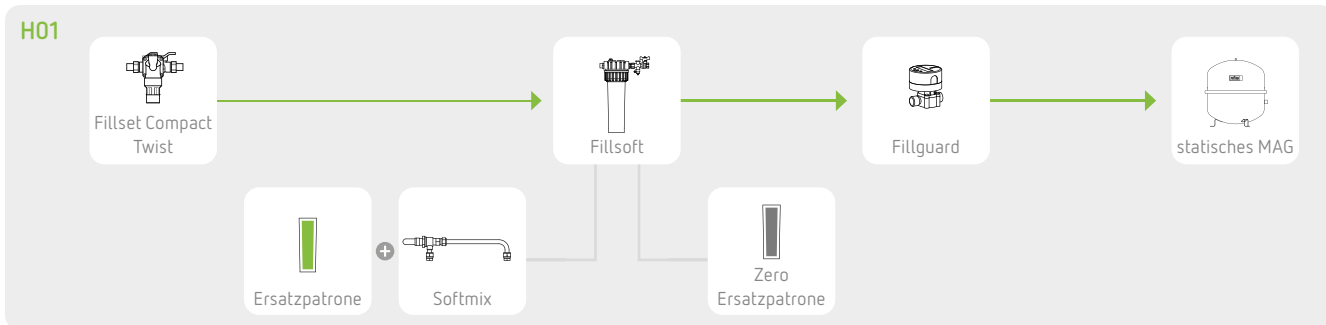 H01
Fillset Compact
Twist
Fillsoft
Fillguard
statisches MAG
Ersatzpatrone
Softmix
Zero
Ersatzpatrone